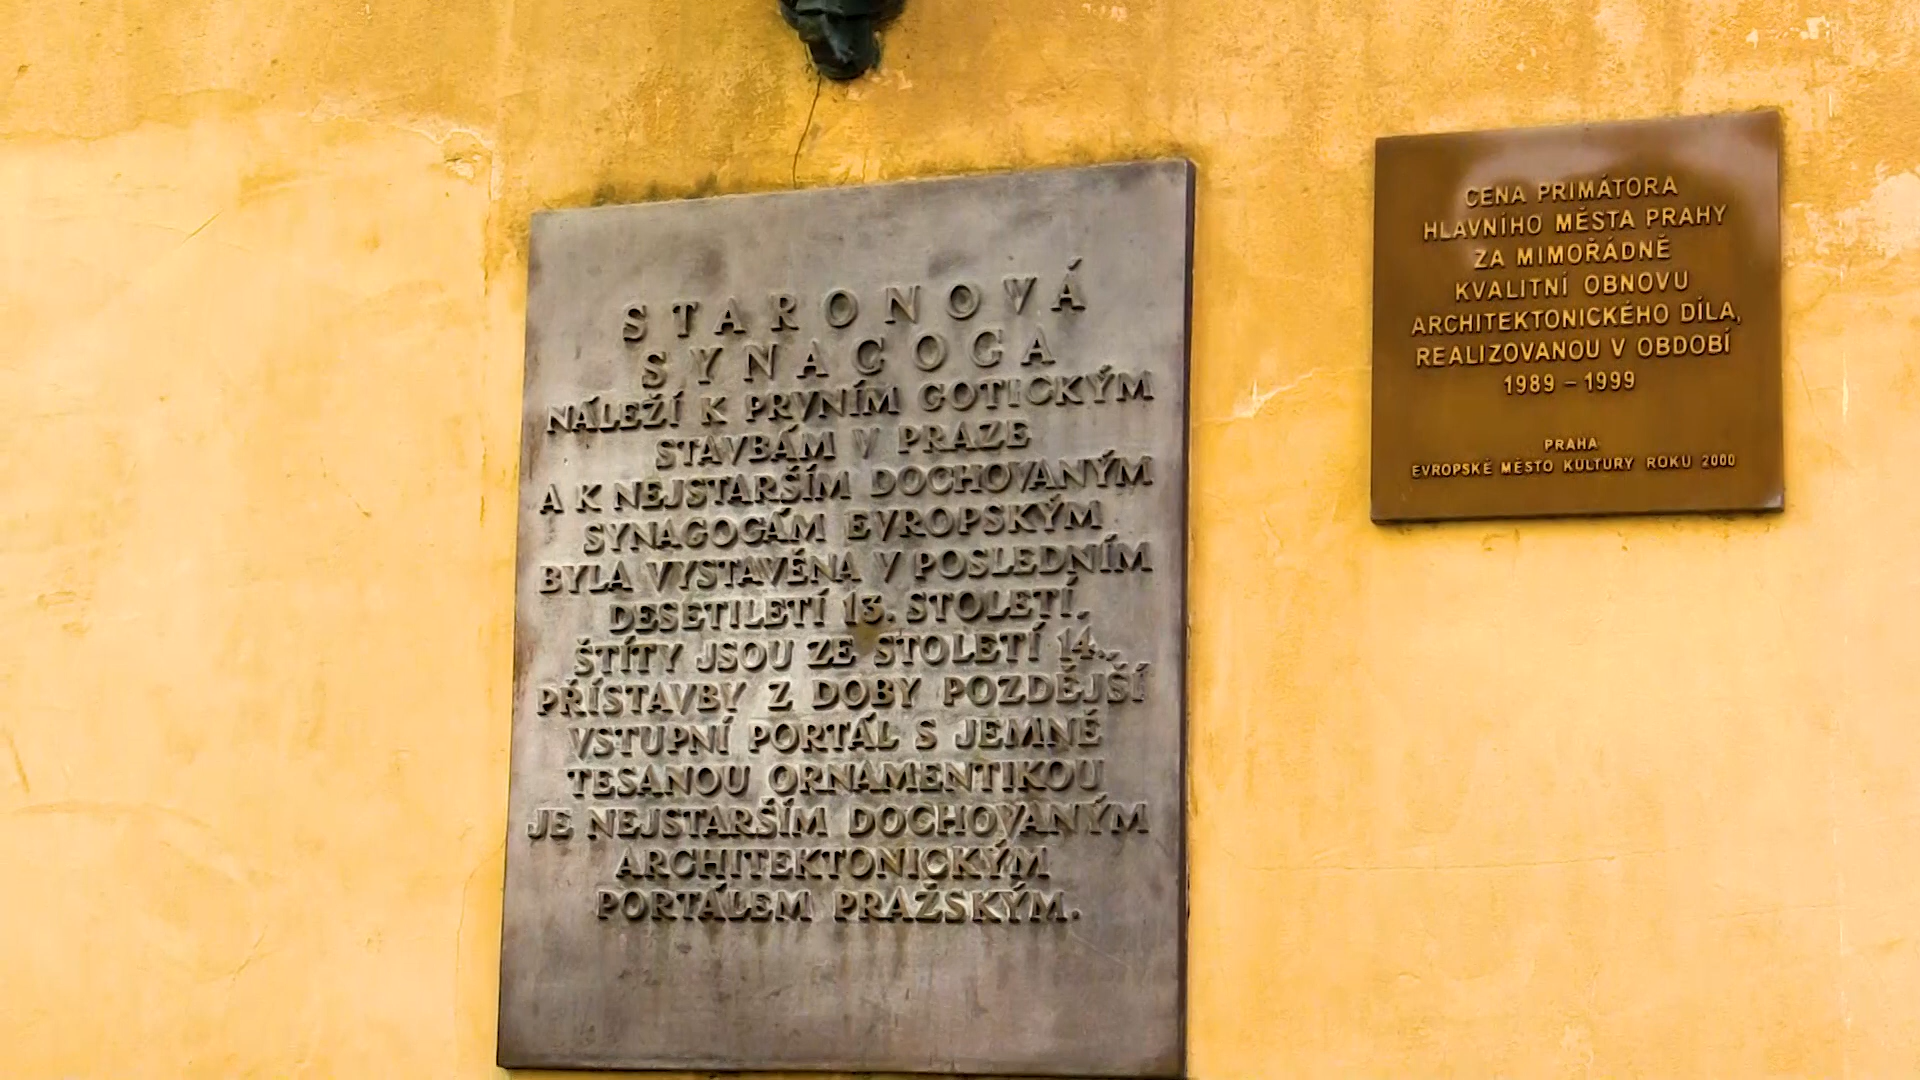 STARONOVÁ
SYNAGOGA
NÁLEŽÍ K PRVNÍM GOTICKÝM
STAVBÁM V PRAZE
A K NEJSTARŠÍM DOCHOVANÝM
SYNAGOGÁM EVROPSKÝM
BYLA VYSTAVĚNA V POSLEDNÍM
DESETILETÍ 13. STOLETÍ,
ŠTÍTY JSOU ZE STOLETÍ 14.,
PŘÍSTAVBY Z DOBY POZDĚJŠÍ
VSTUPNÍ PORTÁL S JEMNĚ
TESANOU ORNAMENTIKOU
JE NEJSTARŠÍM DOCHOVANÝM
ARCHITEKTONICKÝM
PORTÁLEM PRAŽSKÝM.
CENA PRIMÁTORA
HLAVNÍHO MĚSTA PRAHY
ZA MIMOŘÁDNĚ
KVALITNÍ OBNOVU
ARCHITEKTONICKÉHO DÍLA,
REALIZOVANOU V OBDOBÍ
1989 – 1999
PRAHA
EVROPSKÉ MĚSTO KULTURY ROKU 2000